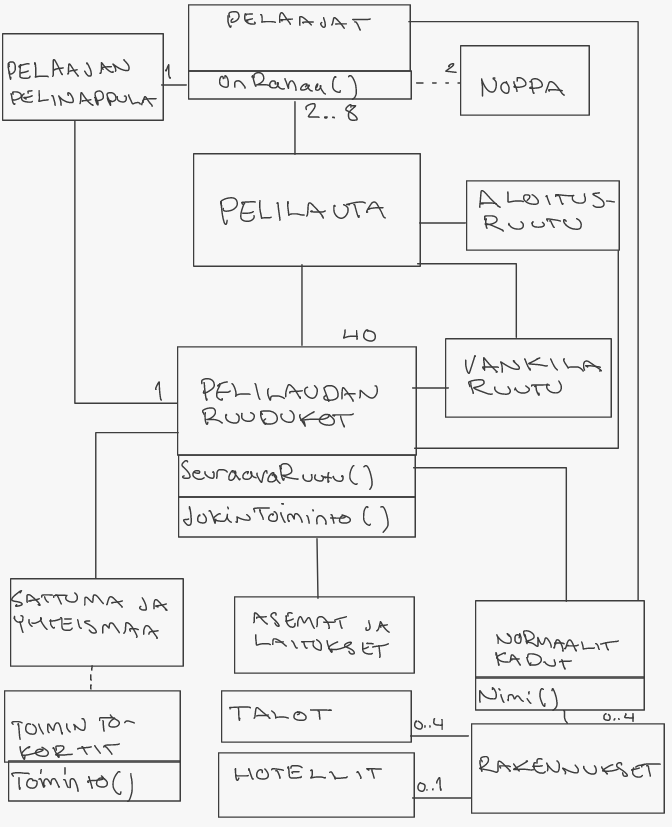 PELAAJAT
OnRahaa()
PELAAJAN
PELINAPPULA
1
2
NOPPA
2..8
PELILAUTA
ALOITUS-
RUUTU
40
VANKILA
RUUTU
1
PELILAUDAN
RUUDUKOT
SeuraavaRuutu()
JokinToiminto()
SATTUMA JA
YHTEISMAA
ASEMAT JA
LAITOKSET
NORMAALIT
KADUT
Nimi()
TOIMINTO-
KORTIT
Tominto()
TALOT
0..4
0..4
HOTELLIT
0..1
RAKENNUKSET